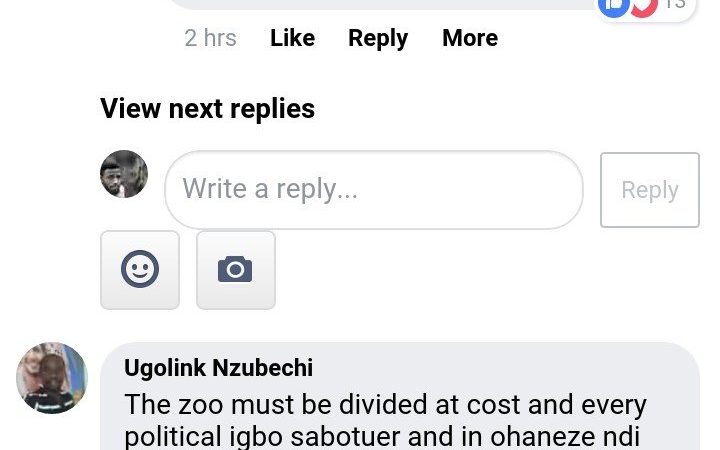 13
2 hrs Like Reply More
View next replies
Write a reply... Reply
Ugolink Nzubechi
The zoo must be divided at cost and every
political igbo sabotuer and in ohaneze ndi